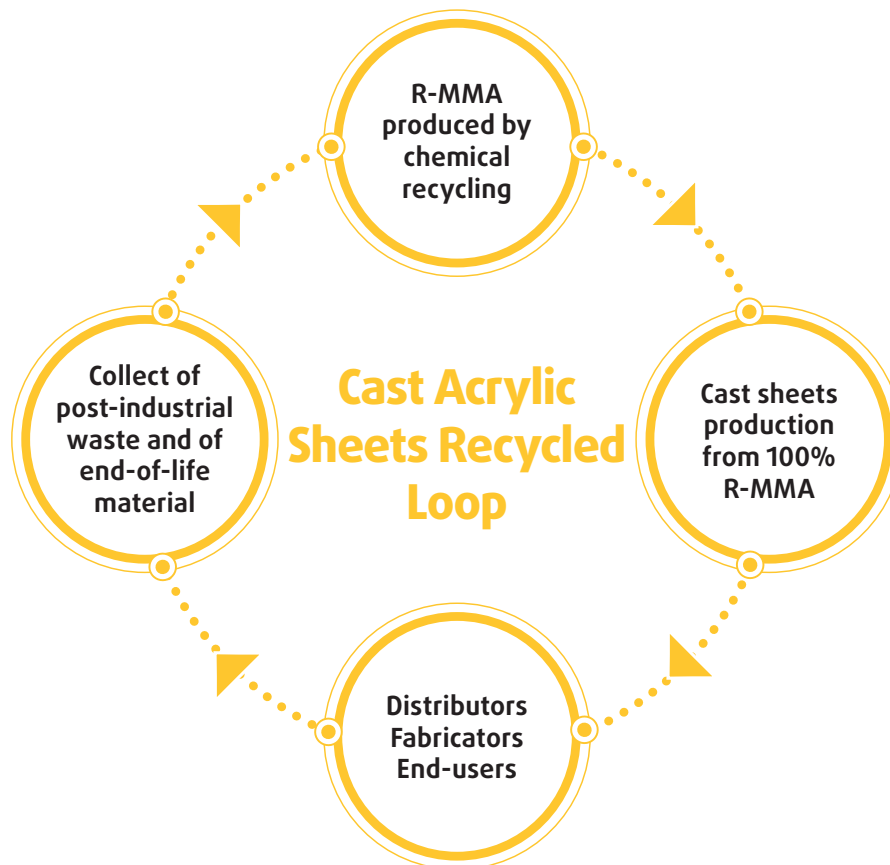 R-MMA
produced by
chemical
recycling
Collect of
post-industrial
waste and of
end-of-life
material
Cast Acrylic
Sheets Recycled
Loop
Cast sheets
production
from 100%
R-MMA
Distributors
Fabricators
End-users